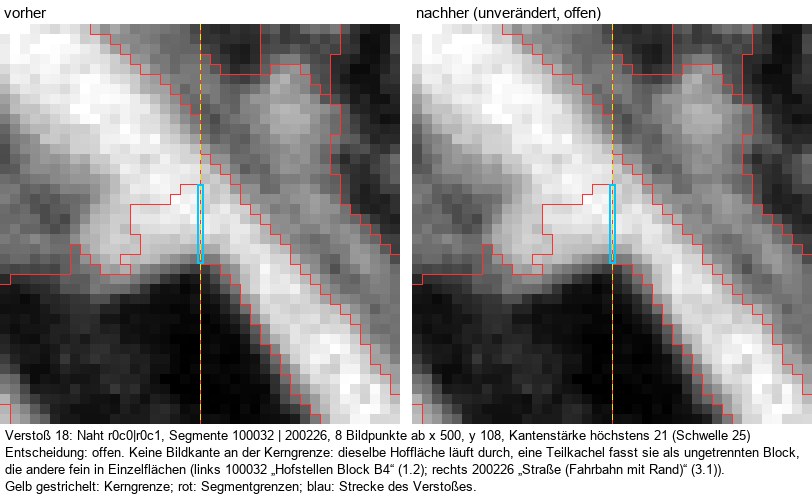 vorher
nachher (unverändert, offen)
Verstoß 18: Naht r0c0|r0c1, Segmente 100032 | 200226, 8 Bildpunkte ab x 500, y 108, Kantenstärke höchstens 21 (Schwelle 25)
Entscheidung: offen. Keine Bildkante an der Kerngrenze: dieselbe Hoffläche läuft durch, eine Teilkachel fasst sie als ungetrennten Block,
die andere fein in Einzelflächen (links 100032 „Hofstellen Block B4“ (1.2); rechts 200226 „Straße (Fahrbahn mit Rand)“ (3.1)).
Gelb gestrichelt: Kerngrenze; rot: Segmentgrenzen; blau: Strecke des Verstoßes.